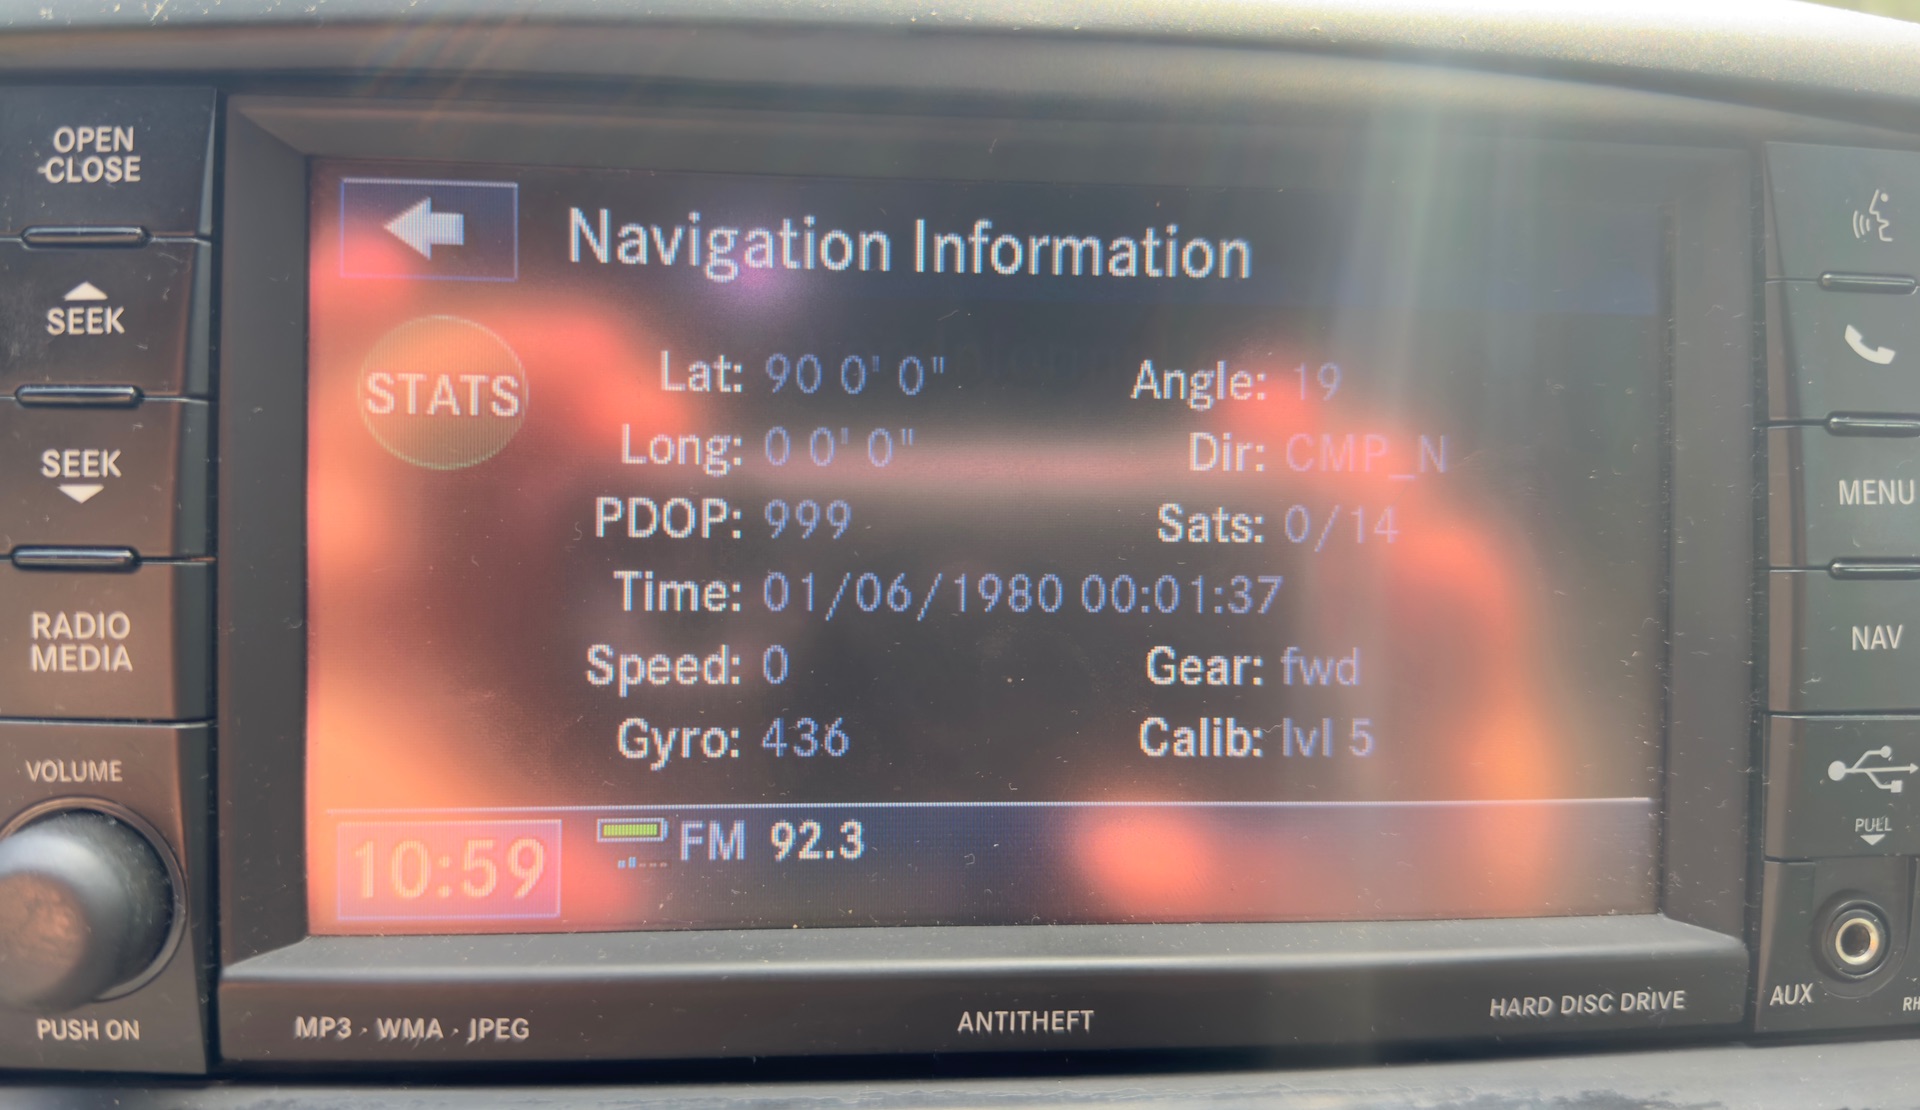 OPEN
CLOSE
SEEK
SEEK
RADIO
MEDIA
VOLUME
PUSH ON
Navigation Information
STATS
Lat: 90 0' 0"
Angle: 19
Long: 0 0' 0"
Dir: CMP_N
PDOP: 999
Sats: 0/14
Time: 01/06/1980 00:01:37
Speed: 0
Gear: fwd
Gyro: 436
Calib: lvl 5
10:59
FM 92.3
MENU
NAV
PULL
AUX
MP3 · WMA · JPEG
ANTITHEFT
HARD DISC DRIVE